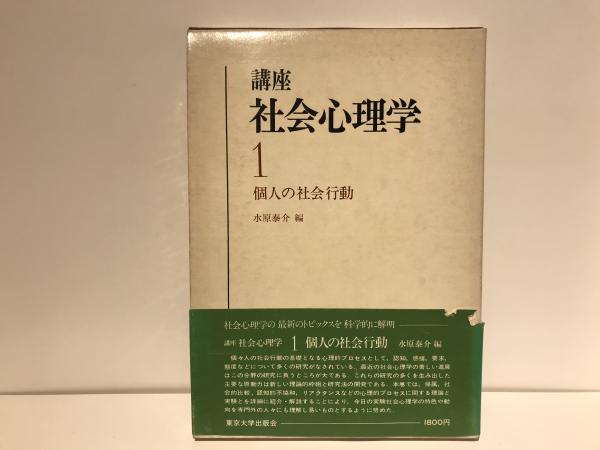 講座
社会心理学
1
個人の社会行動
水原泰介 編
社会心理学の 最新のトピックスを 科学的に解明
講座 社会心理学 1 個人の社会行動 水原泰介 編
個々人の社会行動の基礎となる心理的プロセスとして、認知、感情、要求、
態度などについて多くの研究がなされている。最近の社会心理学の著しい進展
はこの分野の研究に負うところが大である。これらの研究の多くを生み出した
主要な原動力は新しい理論的枠組と研究法の開発である。本巻では、帰属、社
会的比較、認知的不協和、リアクタンスなどの心理的プロセスに関する理論と
実験とを詳細に紹介・解説することにより、今日の実験社会心理学の特色や動
向を専門外の人々にも理解し易いものとするように努めた。
東京大学出版会
1800円